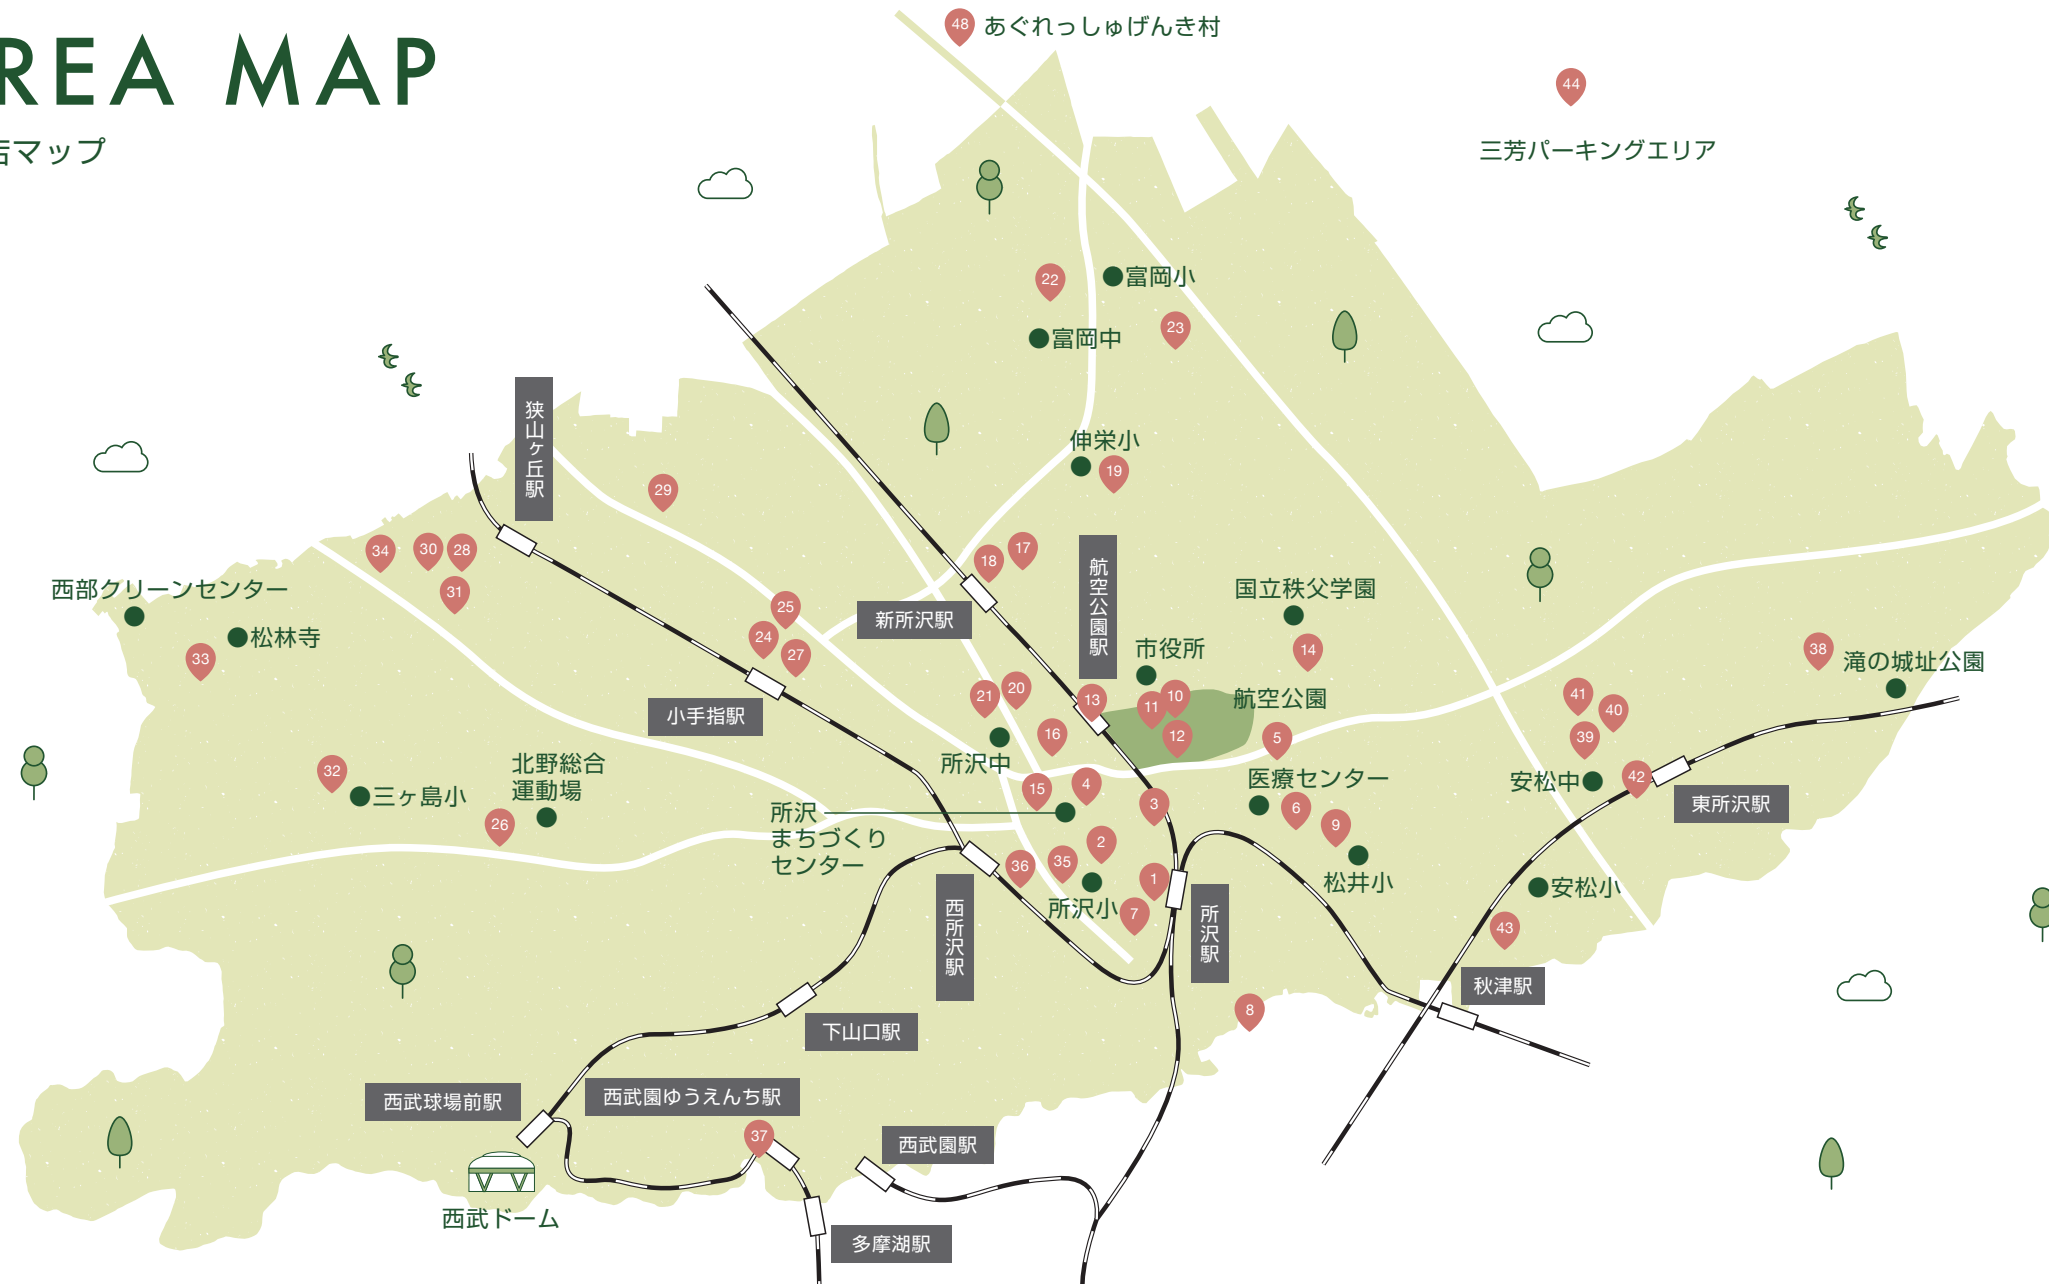 REA MAP
店マップ
48
あぐれっしゅげんき村
44
三芳パーキングエリア
22
富岡小
23
富岡中
狭山ヶ丘駅
伸栄小
19
29
34
30
28
18
17
航空公園駅
西部クリーンセンター
31
25
新所沢駅
国立秩父学園
松林寺
24
27
市役所
14
38
滝の城址公園
33
小手指駅
21
20
13
11
10
航空公園
41
40
16
12
5
39
32
三ヶ島小
北野総合
運動場
所沢中
医療センター
安松中
42
東所沢駅
26
15
4
3
6
9
所沢
まちづくり
センター
2
36
35
1
松井小
安松小
西所沢駅
所沢小
7
所沢駅
43
秋津駅
8
下山口駅
西武球場前駅
西武園ゆうえんち駅
37
西武園駅
西武ドーム
多摩湖駅